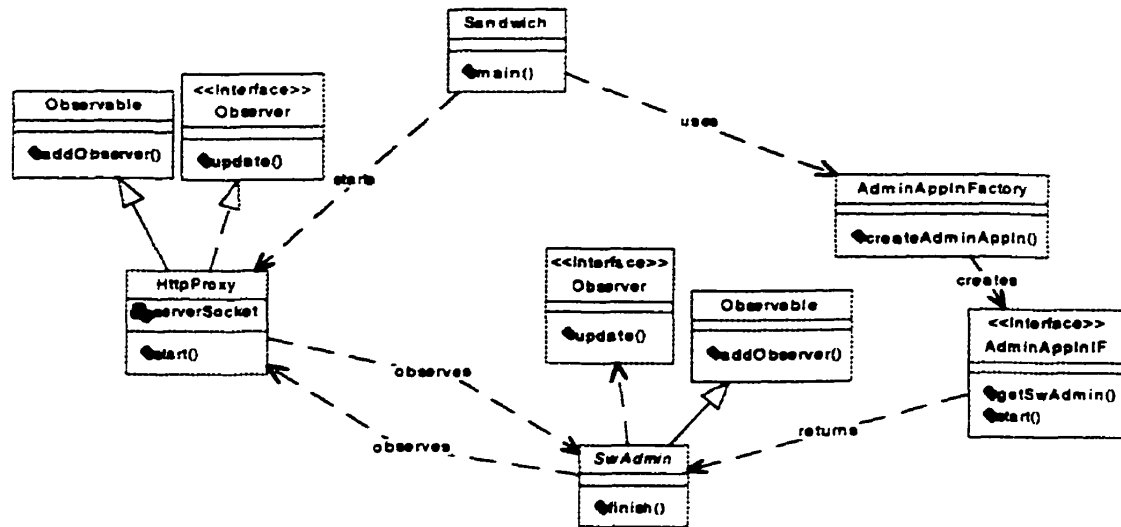 Sandwich
main()
Observable
addObserver()
<<Interface>>
Observer
update()
uses
starts
AdminAppInFactory
createAdminAppIn()
creates
HttpProxy
serverSocket
start()
<<Interface>>
Observer
update()
Observable
addObserver()
<<Interface>>
AdminAppInIF
getSwAdmin()
start()
observes
observes
returns
SwAdmin
finish()